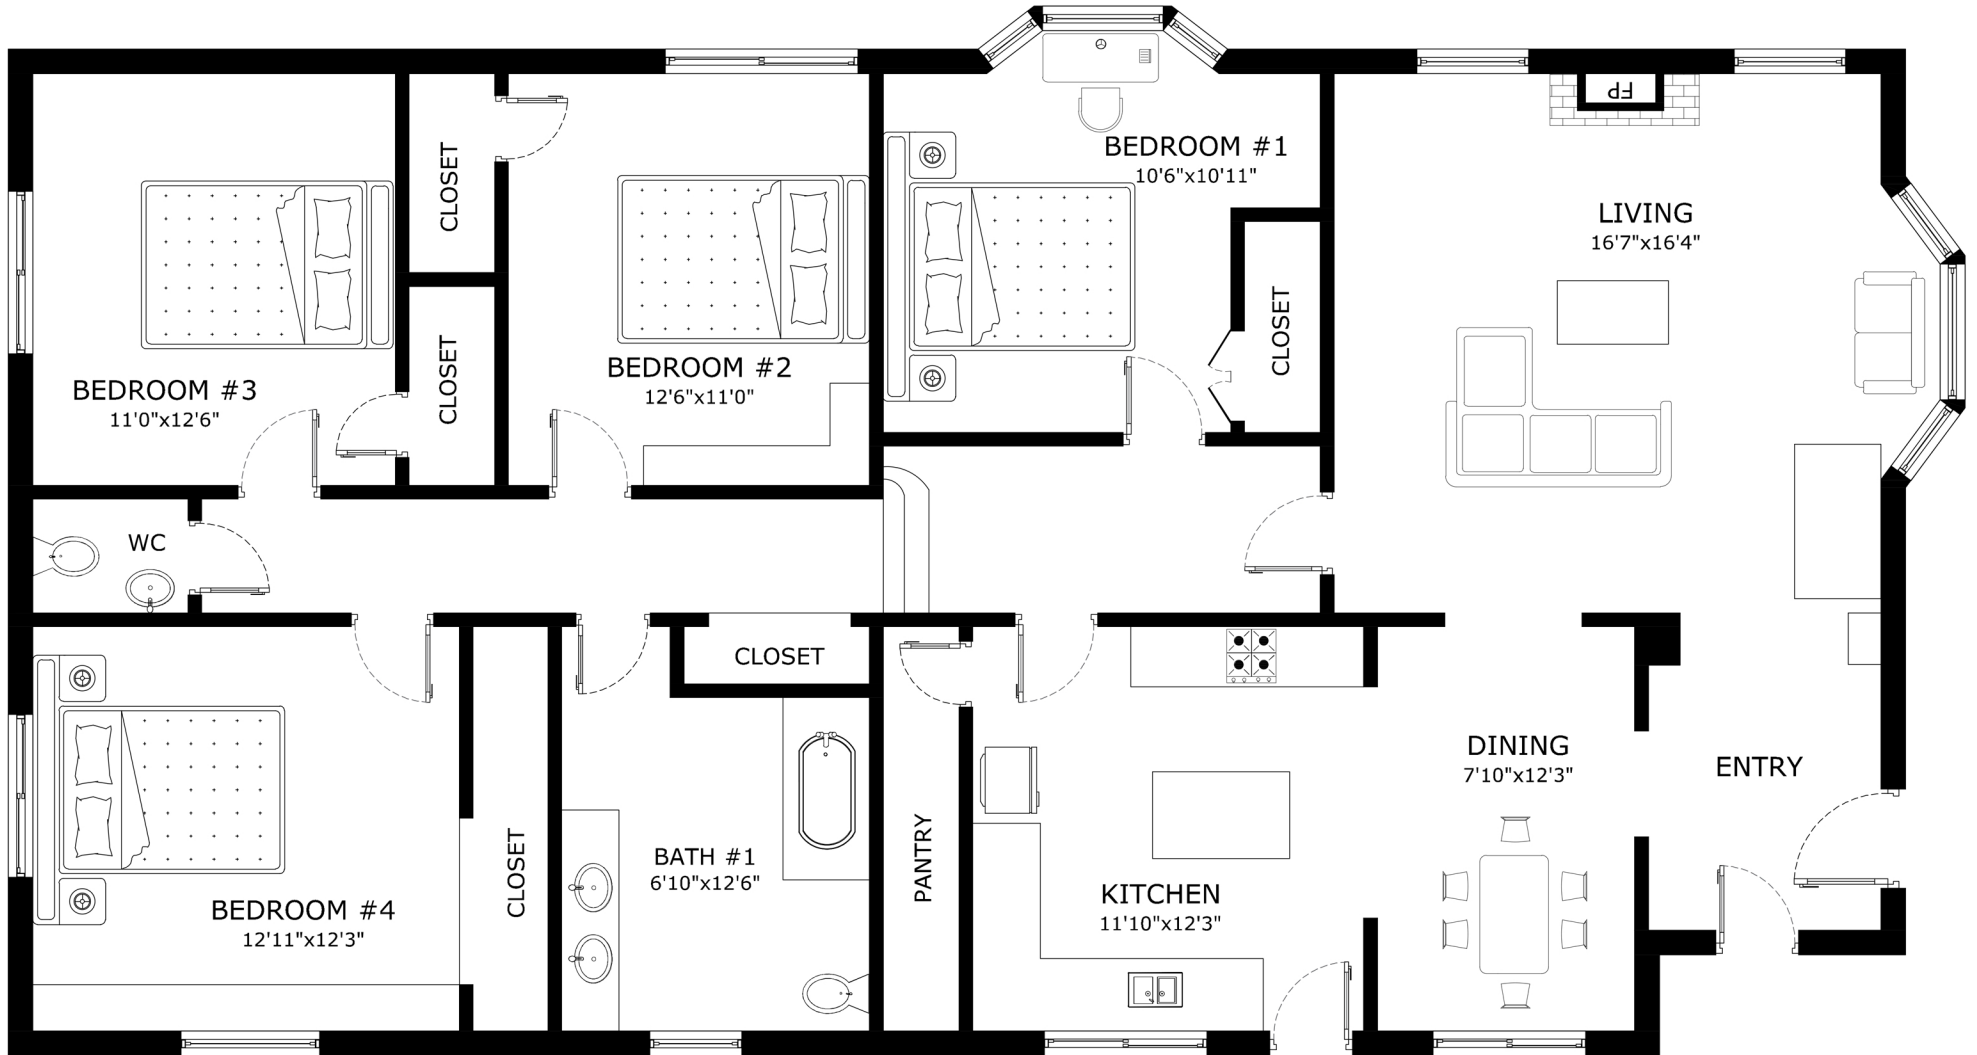 FP
BEDROOM #1
10'6"x10'11"
CLOSET
LIVING
16'7"x16'4"
CLOSET
CLOSET
BEDROOM #2
12'6"x11'0"
BEDROOM #3
11'0"x12'6"
WC
CLOSET
DINING
7'10"x12'3"
ENTRY
CLOSET
BATH #1
6'10"x12'6"
PANTRY
KITCHEN
11'10"x12'3"
BEDROOM #4
12'11"x12'3"